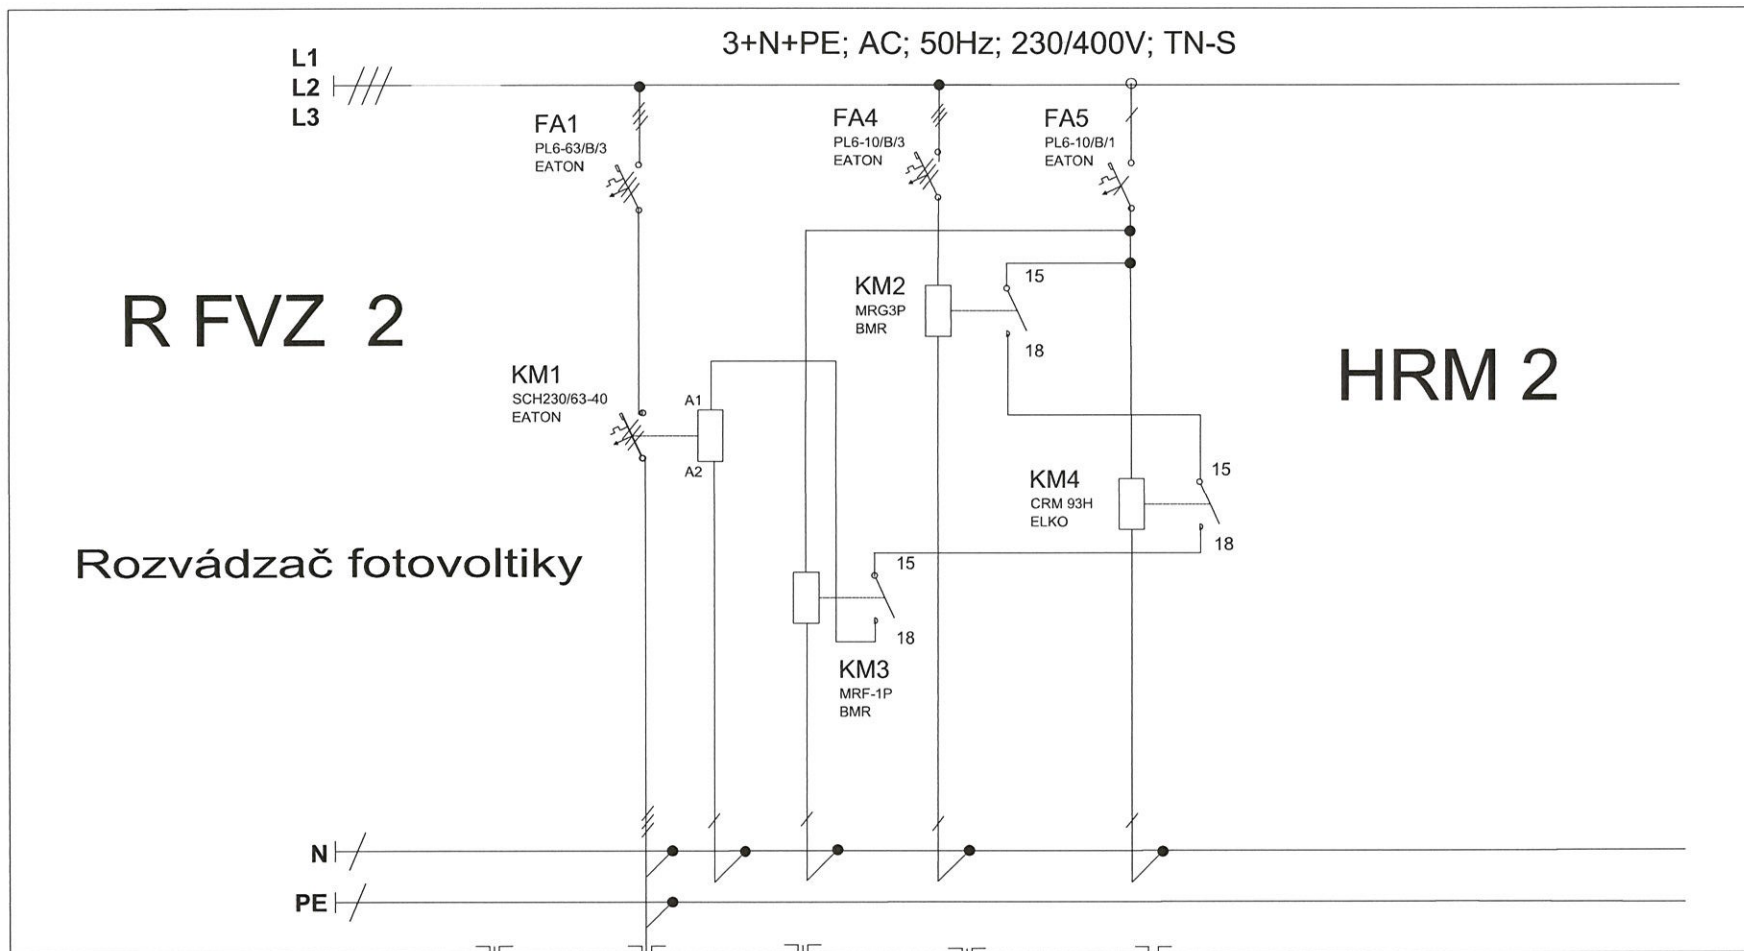 3+N+PE; AC; 50Hz; 230/400V; TN-S
L1
L2
L3
FA1
PL6-63/B/3
EATON
FA4
PL6-10/B/3
EATON
FA5
PL6-10/B/1
EATON
R FVZ 2
KM2
MRG3P
BMR
15
18
HRM 2
KM1
SCH230/63-40
EATON
A1
A2
KM4
CRM 93H
ELKO
15
18
Rozvádzač fotovoltiky
15
18
KM3
MRF-1P
BMR
N
PE